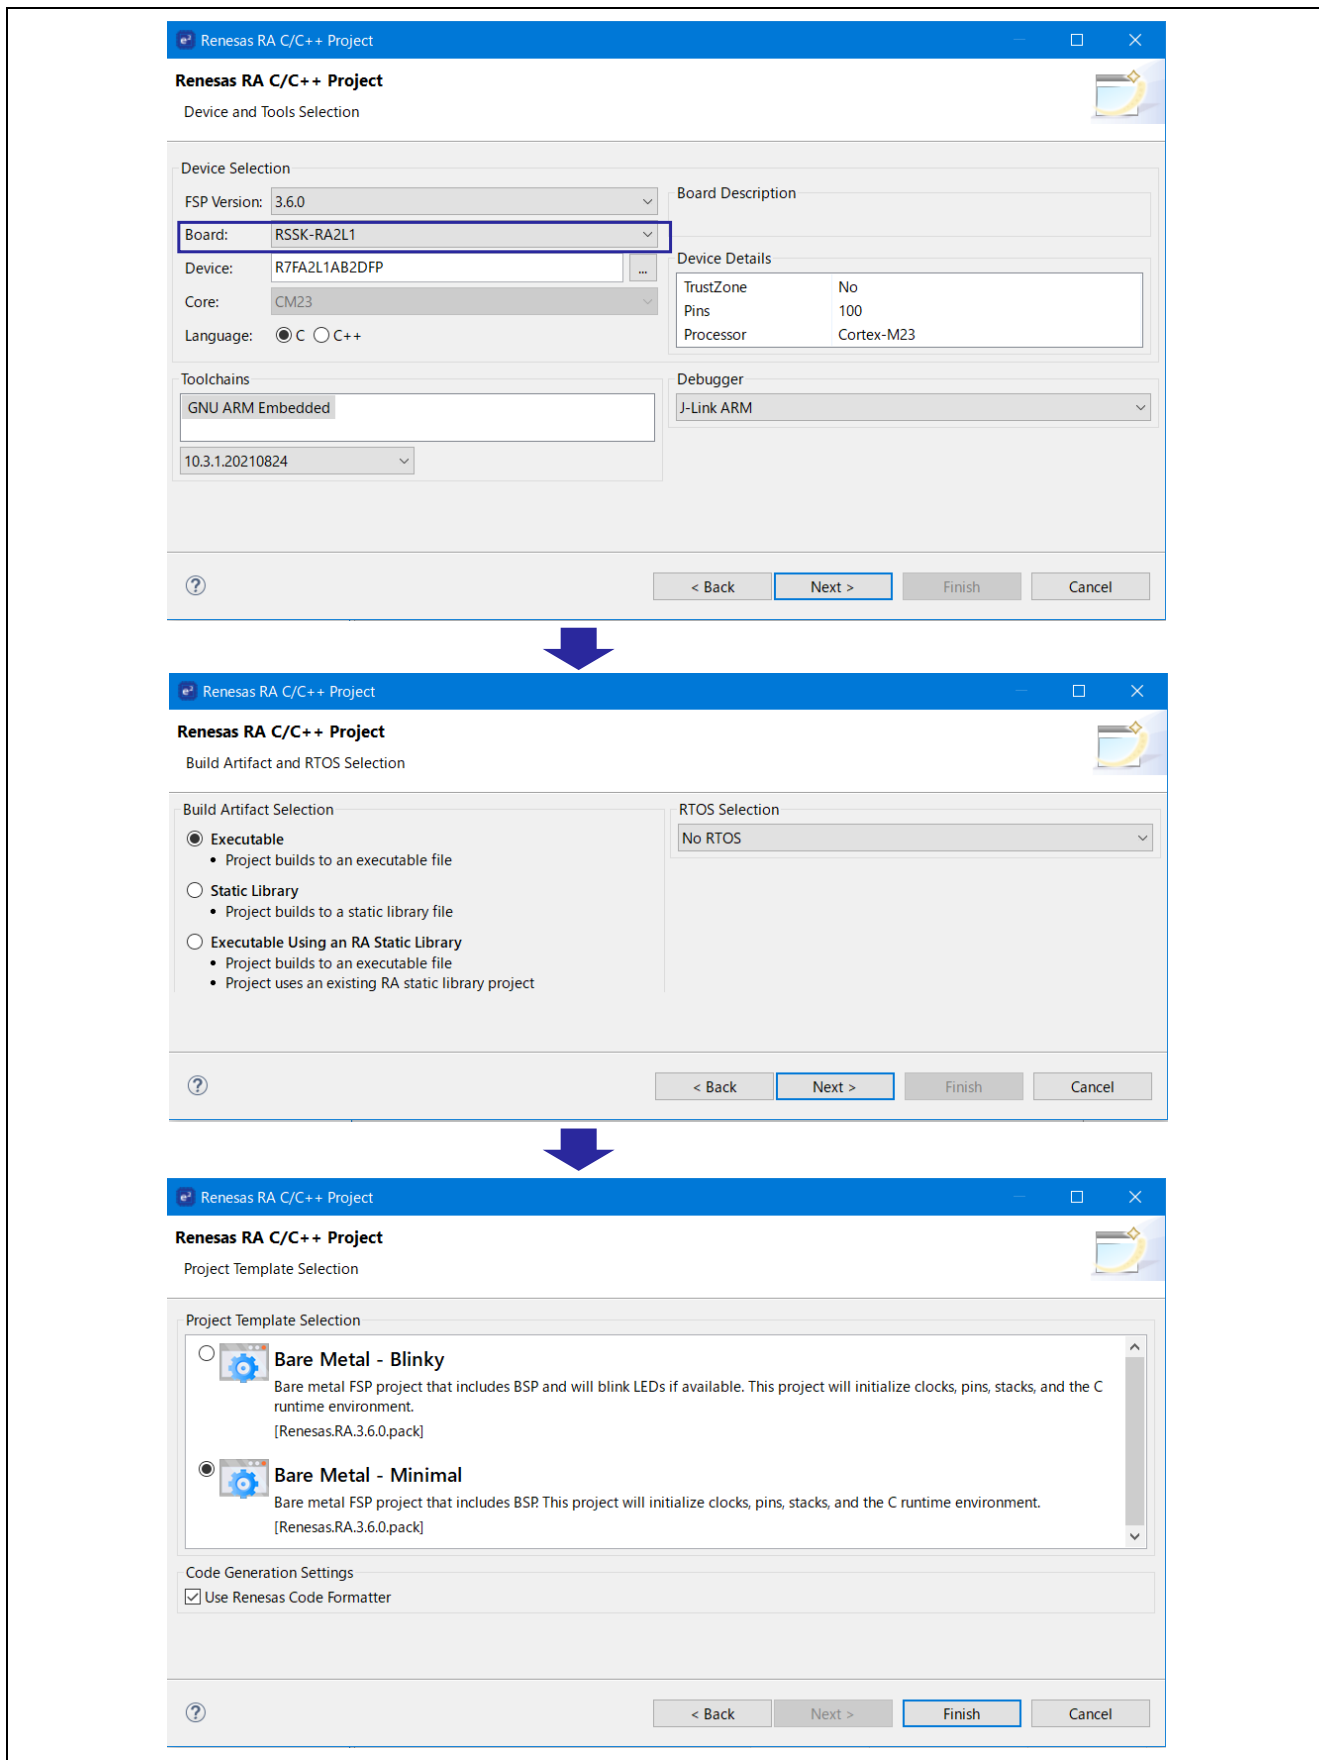 Renesas RA C/C++ Project
Renesas RA C/C++ Project
Device and Tools Selection
Device Selection
FSP Version: 3.6.0
Board: RSSK-RA2L1
Device: R7FA2L1AB2DFP ...
Core: CM23
Language: C C++
Board Description
Device Details
TrustZone No
Pins 100
Processor Cortex-M23
Toolchains
GNU ARM Embedded
10.3.1.20210824
Debugger
J-Link ARM
? < Back Next > Finish Cancel
Renesas RA C/C++ Project
Renesas RA C/C++ Project
Build Artifact and RTOS Selection
Build Artifact Selection
Executable
• Project builds to an executable file
Static Library
• Project builds to a static library file
Executable Using an RA Static Library
• Project builds to an executable file
• Project uses an existing RA static library project
RTOS Selection
No RTOS
? < Back Next > Finish Cancel
Renesas RA C/C++ Project
Renesas RA C/C++ Project
Project Template Selection
Project Template Selection
Bare Metal - Blinky
Bare metal FSP project that includes BSP and will blink LEDs if available. This project will initialize clocks, pins, stacks, and the C
runtime environment.
[Renesas.RA.3.6.0.pack]
Bare Metal - Minimal
Bare metal FSP project that includes BSP. This project will initialize clocks, pins, stacks, and the C runtime environment.
[Renesas.RA.3.6.0.pack]
Code Generation Settings
Use Renesas Code Formatter
? < Back Next > Finish Cancel